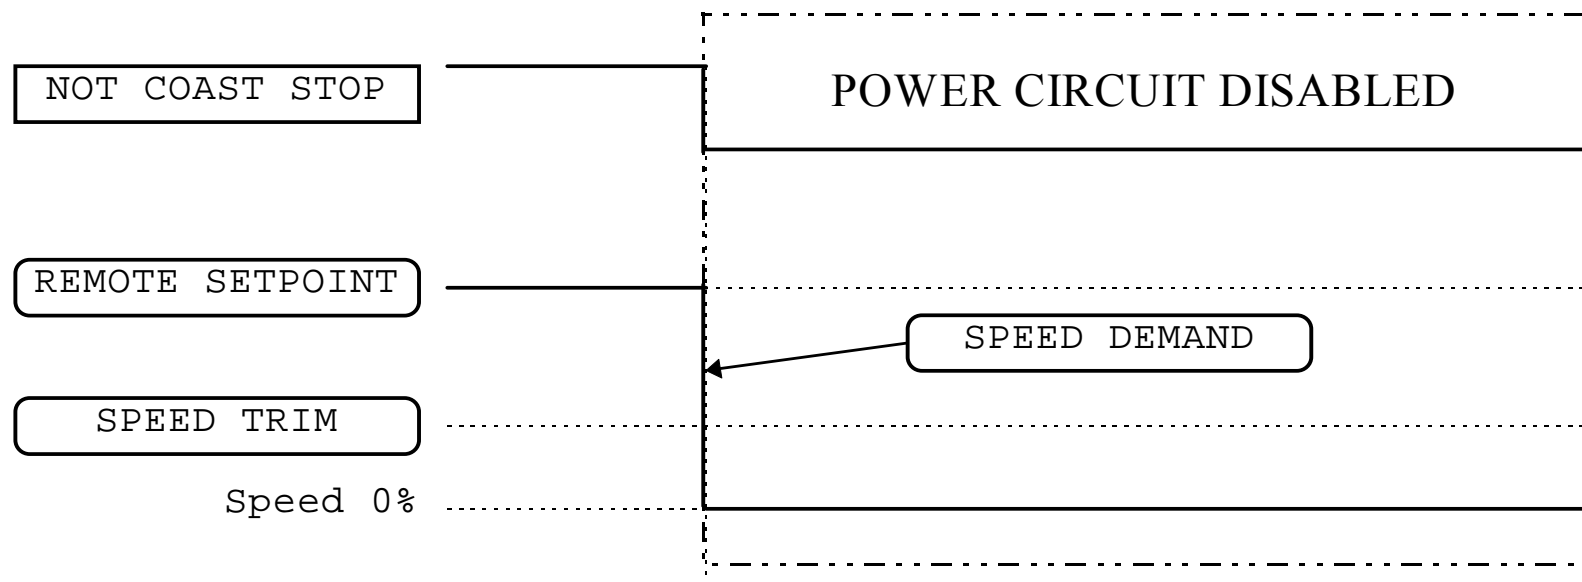 NOT COAST STOP
POWER CIRCUIT DISABLED
REMOTE SETPOINT
SPEED DEMAND
SPEED TRIM
Speed 0%